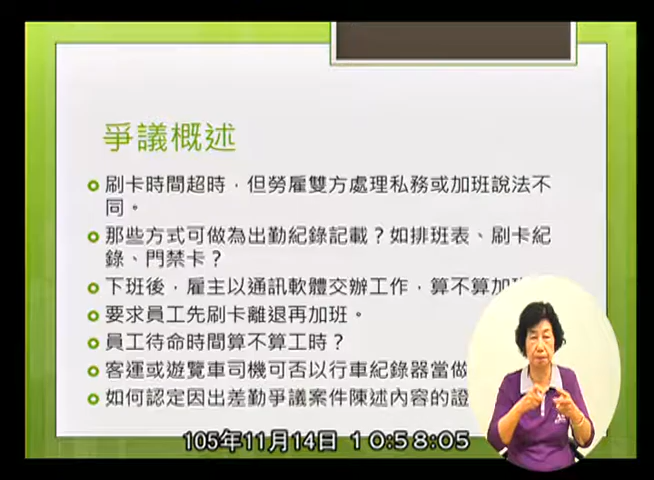 爭議概述
刷卡時間超時，但勞雇雙方處理私務或加班說法不
同。
那些方式可做為出勤紀錄記載？如排班表、刷卡紀
錄、門禁卡？
下班後，雇主以通訊軟體交辦工作，算不算加班
要求員工先刷卡離退再加班。
員工待命時間算不算工時？
客運或遊覽車司機可否以行車紀錄器當做
如何認定因出差勤爭議案件陳述內容的證
105年11月14日 10:58:05